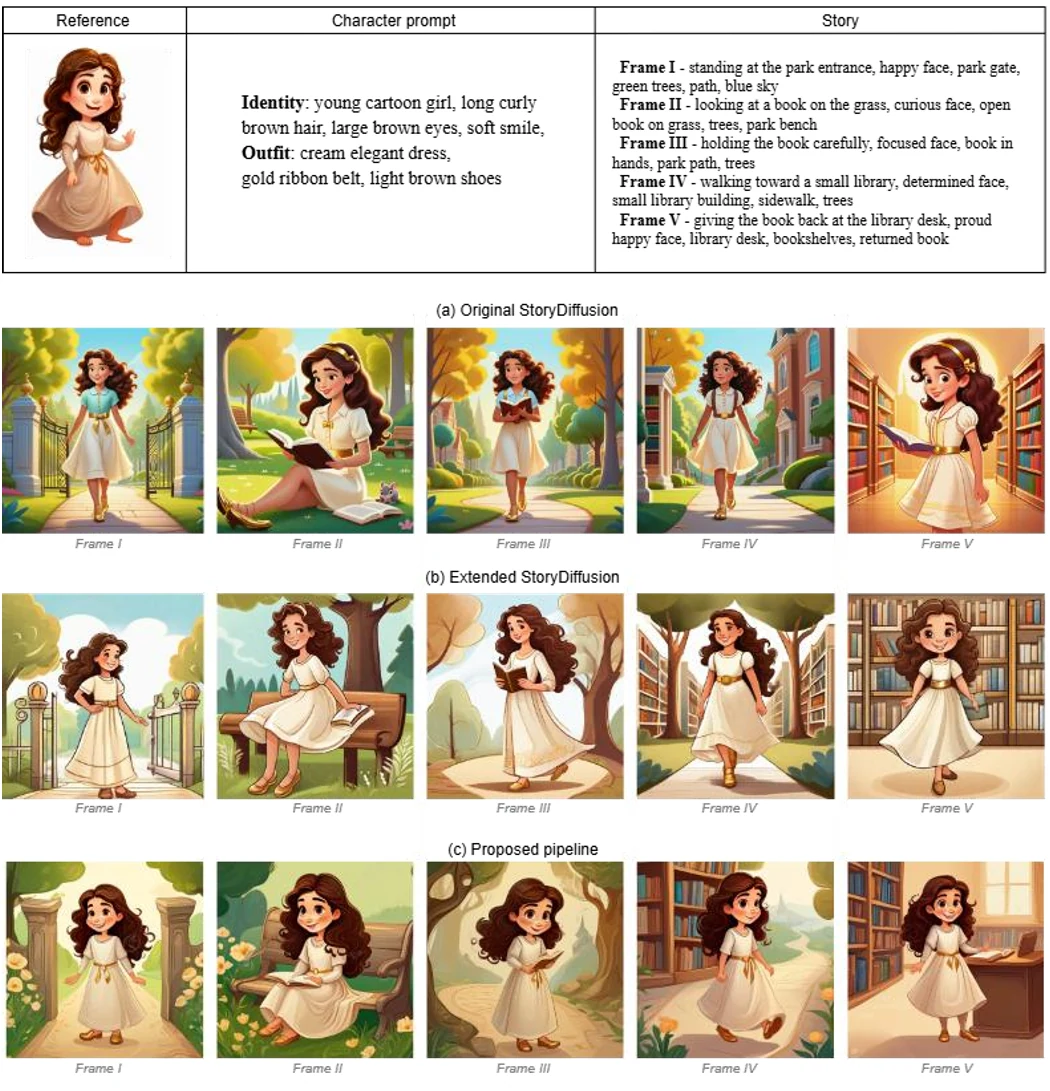 Reference
Character prompt
Story
Identity: young cartoon girl, long curly
brown hair, large brown eyes, soft smile,
Outfit: cream elegant dress,
gold ribbon belt, light brown shoes
Frame I - standing at the park entrance, happy face, park gate,
green trees, path, blue sky
Frame II - looking at a book on the grass, curious face, open
book on grass, trees, park bench
Frame III - holding the book carefully, focused face, book in
hands, park path, trees
Frame IV - walking toward a small library, determined face,
small library building, sidewalk, trees
Frame V - giving the book back at the library desk, proud
happy face, library desk, bookshelves, returned book
(a) Original StoryDiffusion
Frame I
Frame II
Frame III
Frame IV
Frame V
(b) Extended StoryDiffusion
Frame I
Frame II
Frame III
Frame IV
Frame V
(c) Proposed pipeline
Frame I
Frame II
Frame III
Frame IV
Frame V